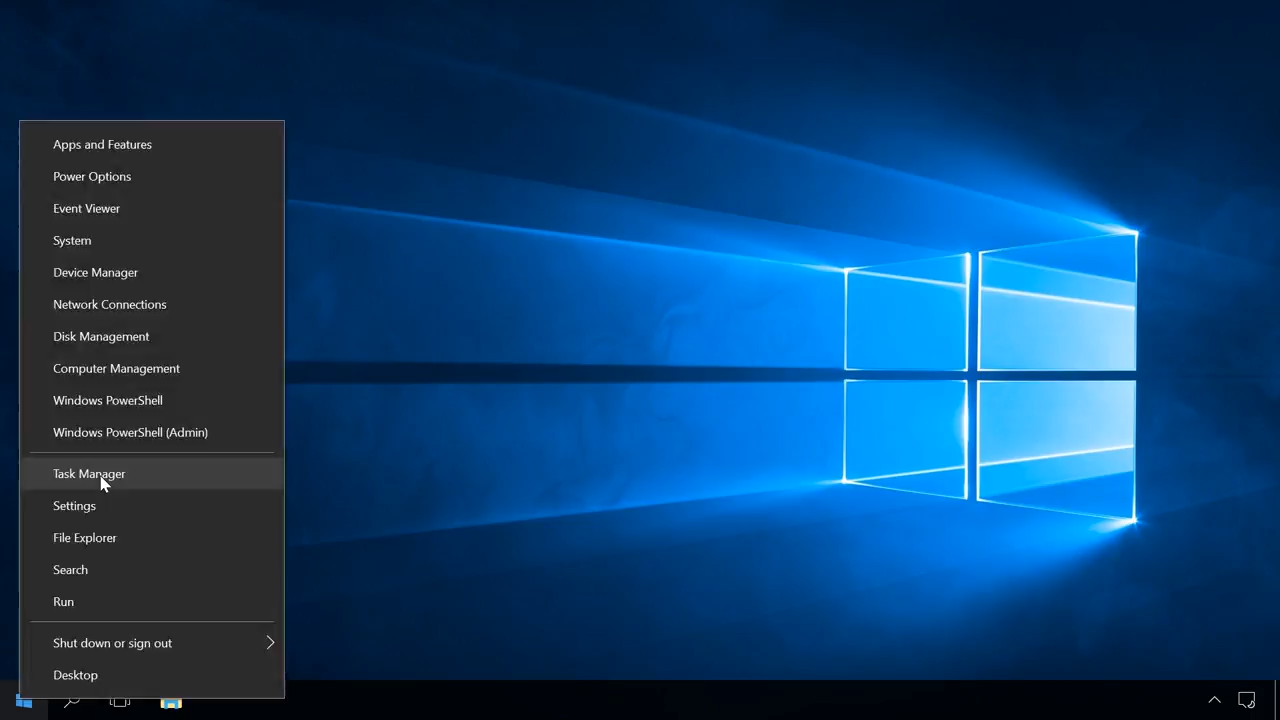 Apps and Features
Power Options
Event Viewer
System
Device Manager
Network Connections
Disk Management
Computer Management
Windows PowerShell
Windows PowerShell (Admin)
Task Manager
Settings
File Explorer
Search
Run
Shut down or sign out
Desktop